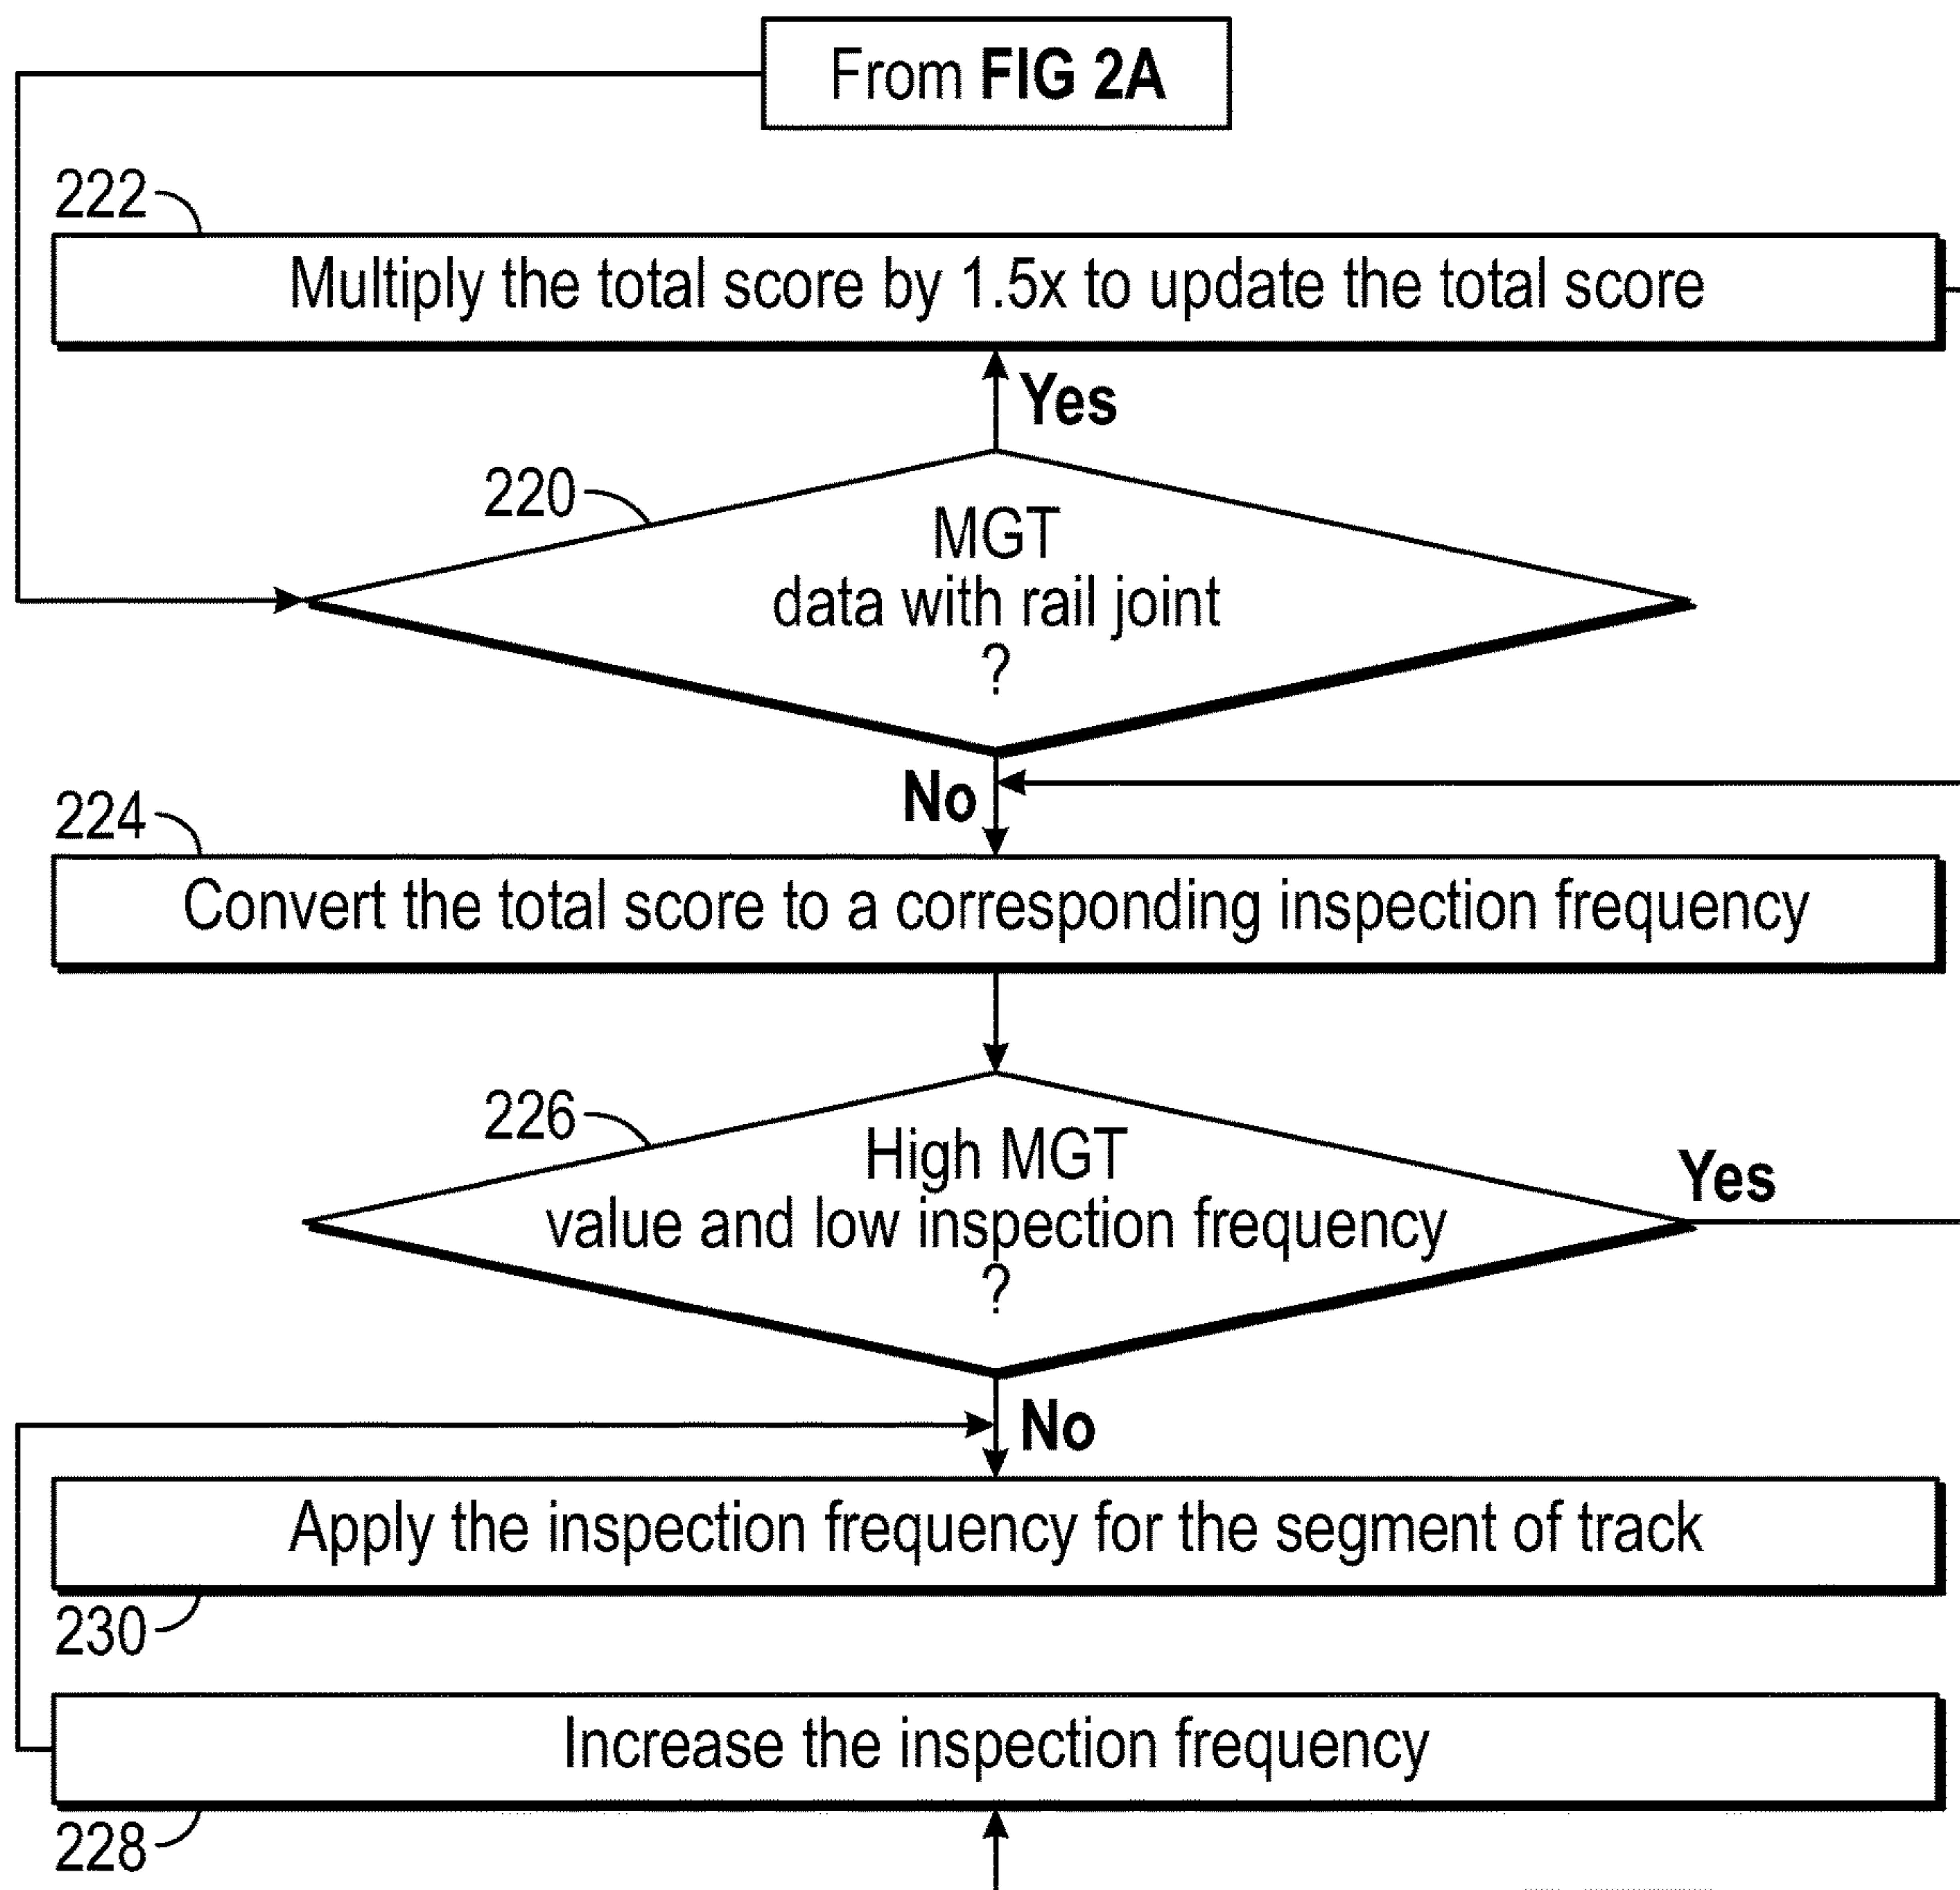 From FIG 2A
222
Multiply the total score by 1.5x to update the total score
Yes
220
MGT
data with rail joint
?
No
224
Convert the total score to a corresponding inspection frequency
226
High MGT
value and low inspection frequency
?
Yes
No
Apply the inspection frequency for the segment of track
230
Increase the inspection frequency
228